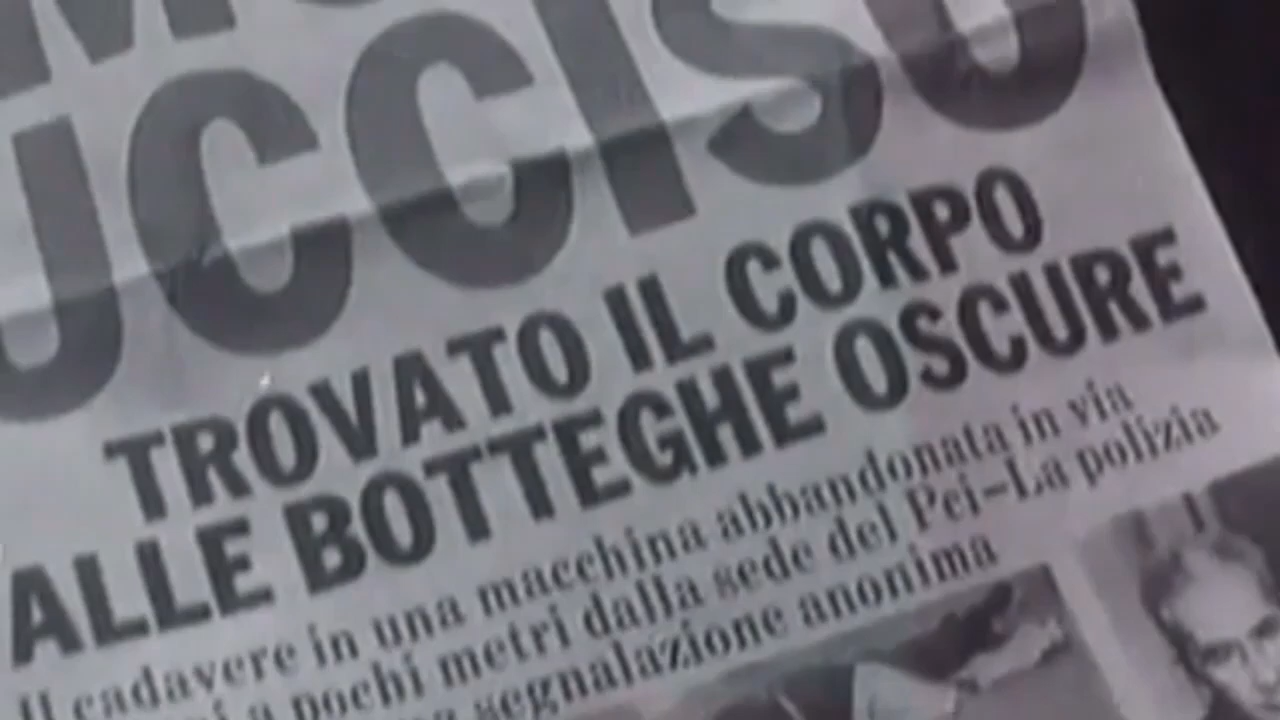 UCCISO
TROVATO IL CORPO
ALLE BOTTEGHE OSCURE
Il cadavere in una macchina abbandonata in via
a pochi metri dalla sede del Pci-La polizia
segnalazione anonima